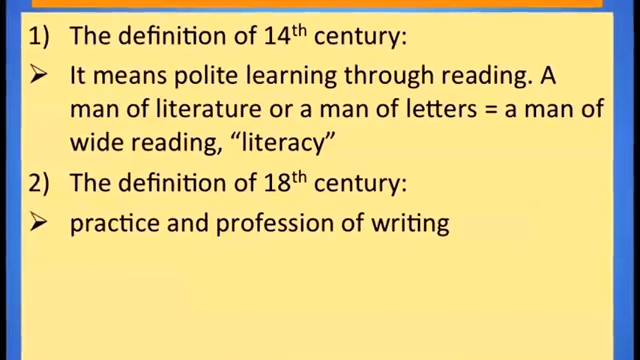 1) The definition of 14th century:
➢ It means polite learning through reading. A
man of literature or a man of letters = a man of
wide reading, “literacy”
2) The definition of 18th century:
➢ practice and profession of writing